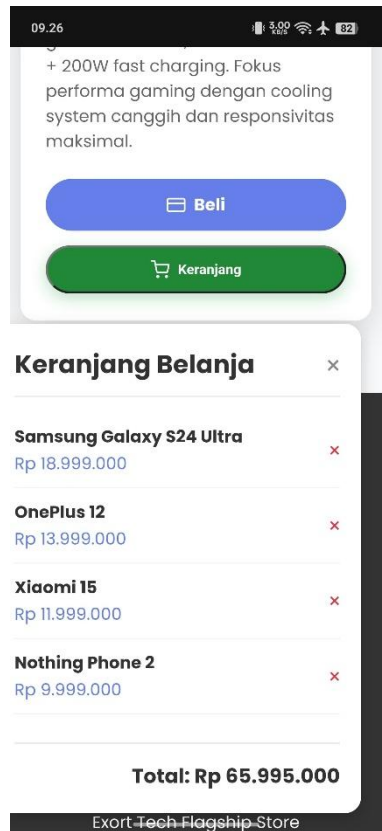 09.26
3.00
KB/S
82
+ 200W fast charging. Fokus
performa gaming dengan cooling
system canggih dan responsivitas
maksimal.
Beli
Keranjang
Keranjang Belanja ×
Samsung Galaxy S24 Ultra
Rp 18.999.000
×
OnePlus 12
Rp 13.999.000
×
Xiaomi 15
Rp 11.999.000
×
Nothing Phone 2
Rp 9.999.000
×
Total: Rp 65.995.000
Exort Tech Flagship Store